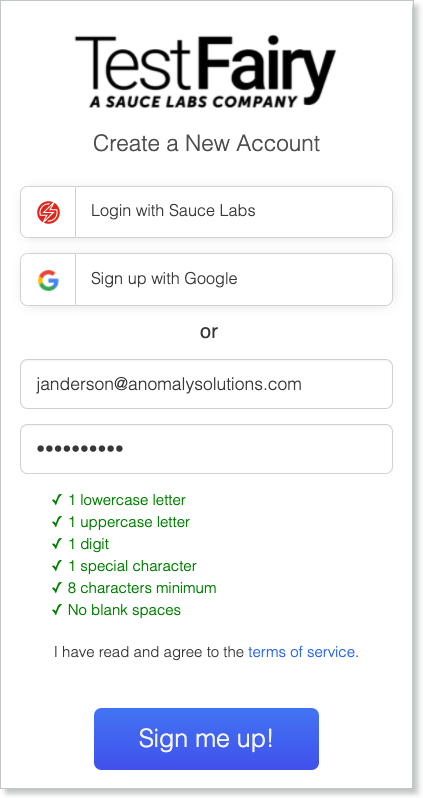 TestFairy
A SAUCE LABS COMPANY
Create a New Account
Login with Sauce Labs
Sign up with Google
or
janderson@anomalysolutions.com
••••••••••
✓ 1 lowercase letter
✓ 1 uppercase letter
✓ 1 digit
✓ 1 special character
✓ 8 characters minimum
✓ No blank spaces
I have read and agree to the terms of service.
Sign me up!